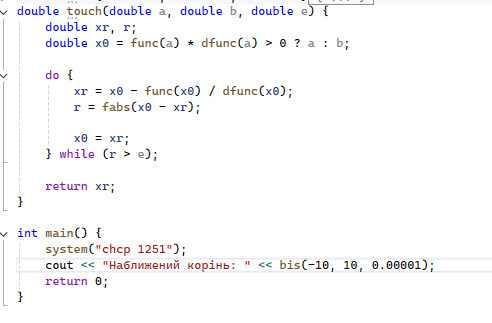 double touch(double a, double b, double e) {
double xr, r;
double x0 = func(a) * dfunc(a) > 0 ? a : b;
do {
xr = x0 - func(x0) / dfunc(x0);
r = fabs(x0 - xr);
x0 = xr;
} while (r > e);
return xr;
}
int main() {
system("chcp 1251");
cout << "Наближений корінь: " << bis(-10, 10, 0.00001);
return 0;
}